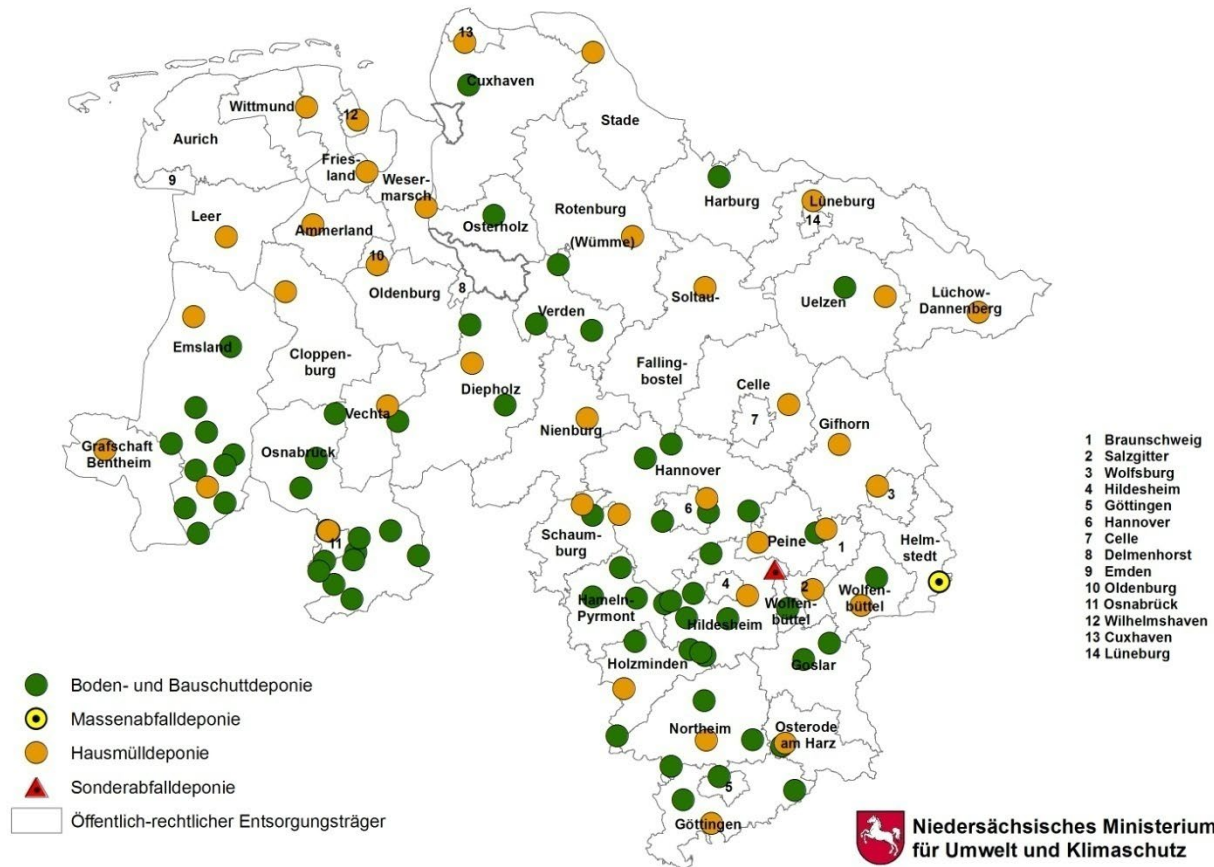 13
Cuxhaven
Wittmund
12
Stade
Aurich
Fries-
land
9
Weser-
marsch
Harburg
Lüneburg
14
Leer
Ammerland
Osterholz
Rotenburg
(Wümme)
10
Oldenburg
8
Soltau-
Uelzen
Lüchow-
Dannenberg
Verden
Emsland
Cloppen-
burg
Falling-
bostel
Diepholz
Celle
7
Vechta
Nienburg
Gifhorn
Grafschaft
Bentheim
Osnabrück
Hannover
3
6
Schaum-
burg
11
Peine
1
Helm-
stedt
4
2
Wolfen-
büttel
Wolfen-
büttel
Hameln-
Pyrmont
Hildesheim
Holzminden
Goslar
Northeim
Osterode
am Harz
5
Göttingen
1 Braunschweig
2 Salzgitter
3 Wolfsburg
4 Hildesheim
5 Göttingen
6 Hannover
7 Celle
8 Delmenhorst
9 Emden
10 Oldenburg
11 Osnabrück
12 Wilhelmshaven
13 Cuxhaven
14 Lüneburg
Boden- und Bauschuttdeponie
Massenabfalldeponie
Hausmülldeponie
Sonderabfalldeponie
Öffentlich-rechtlicher Entsorgungsträger
Niedersächsisches Ministerium
für Umwelt und Klimaschutz